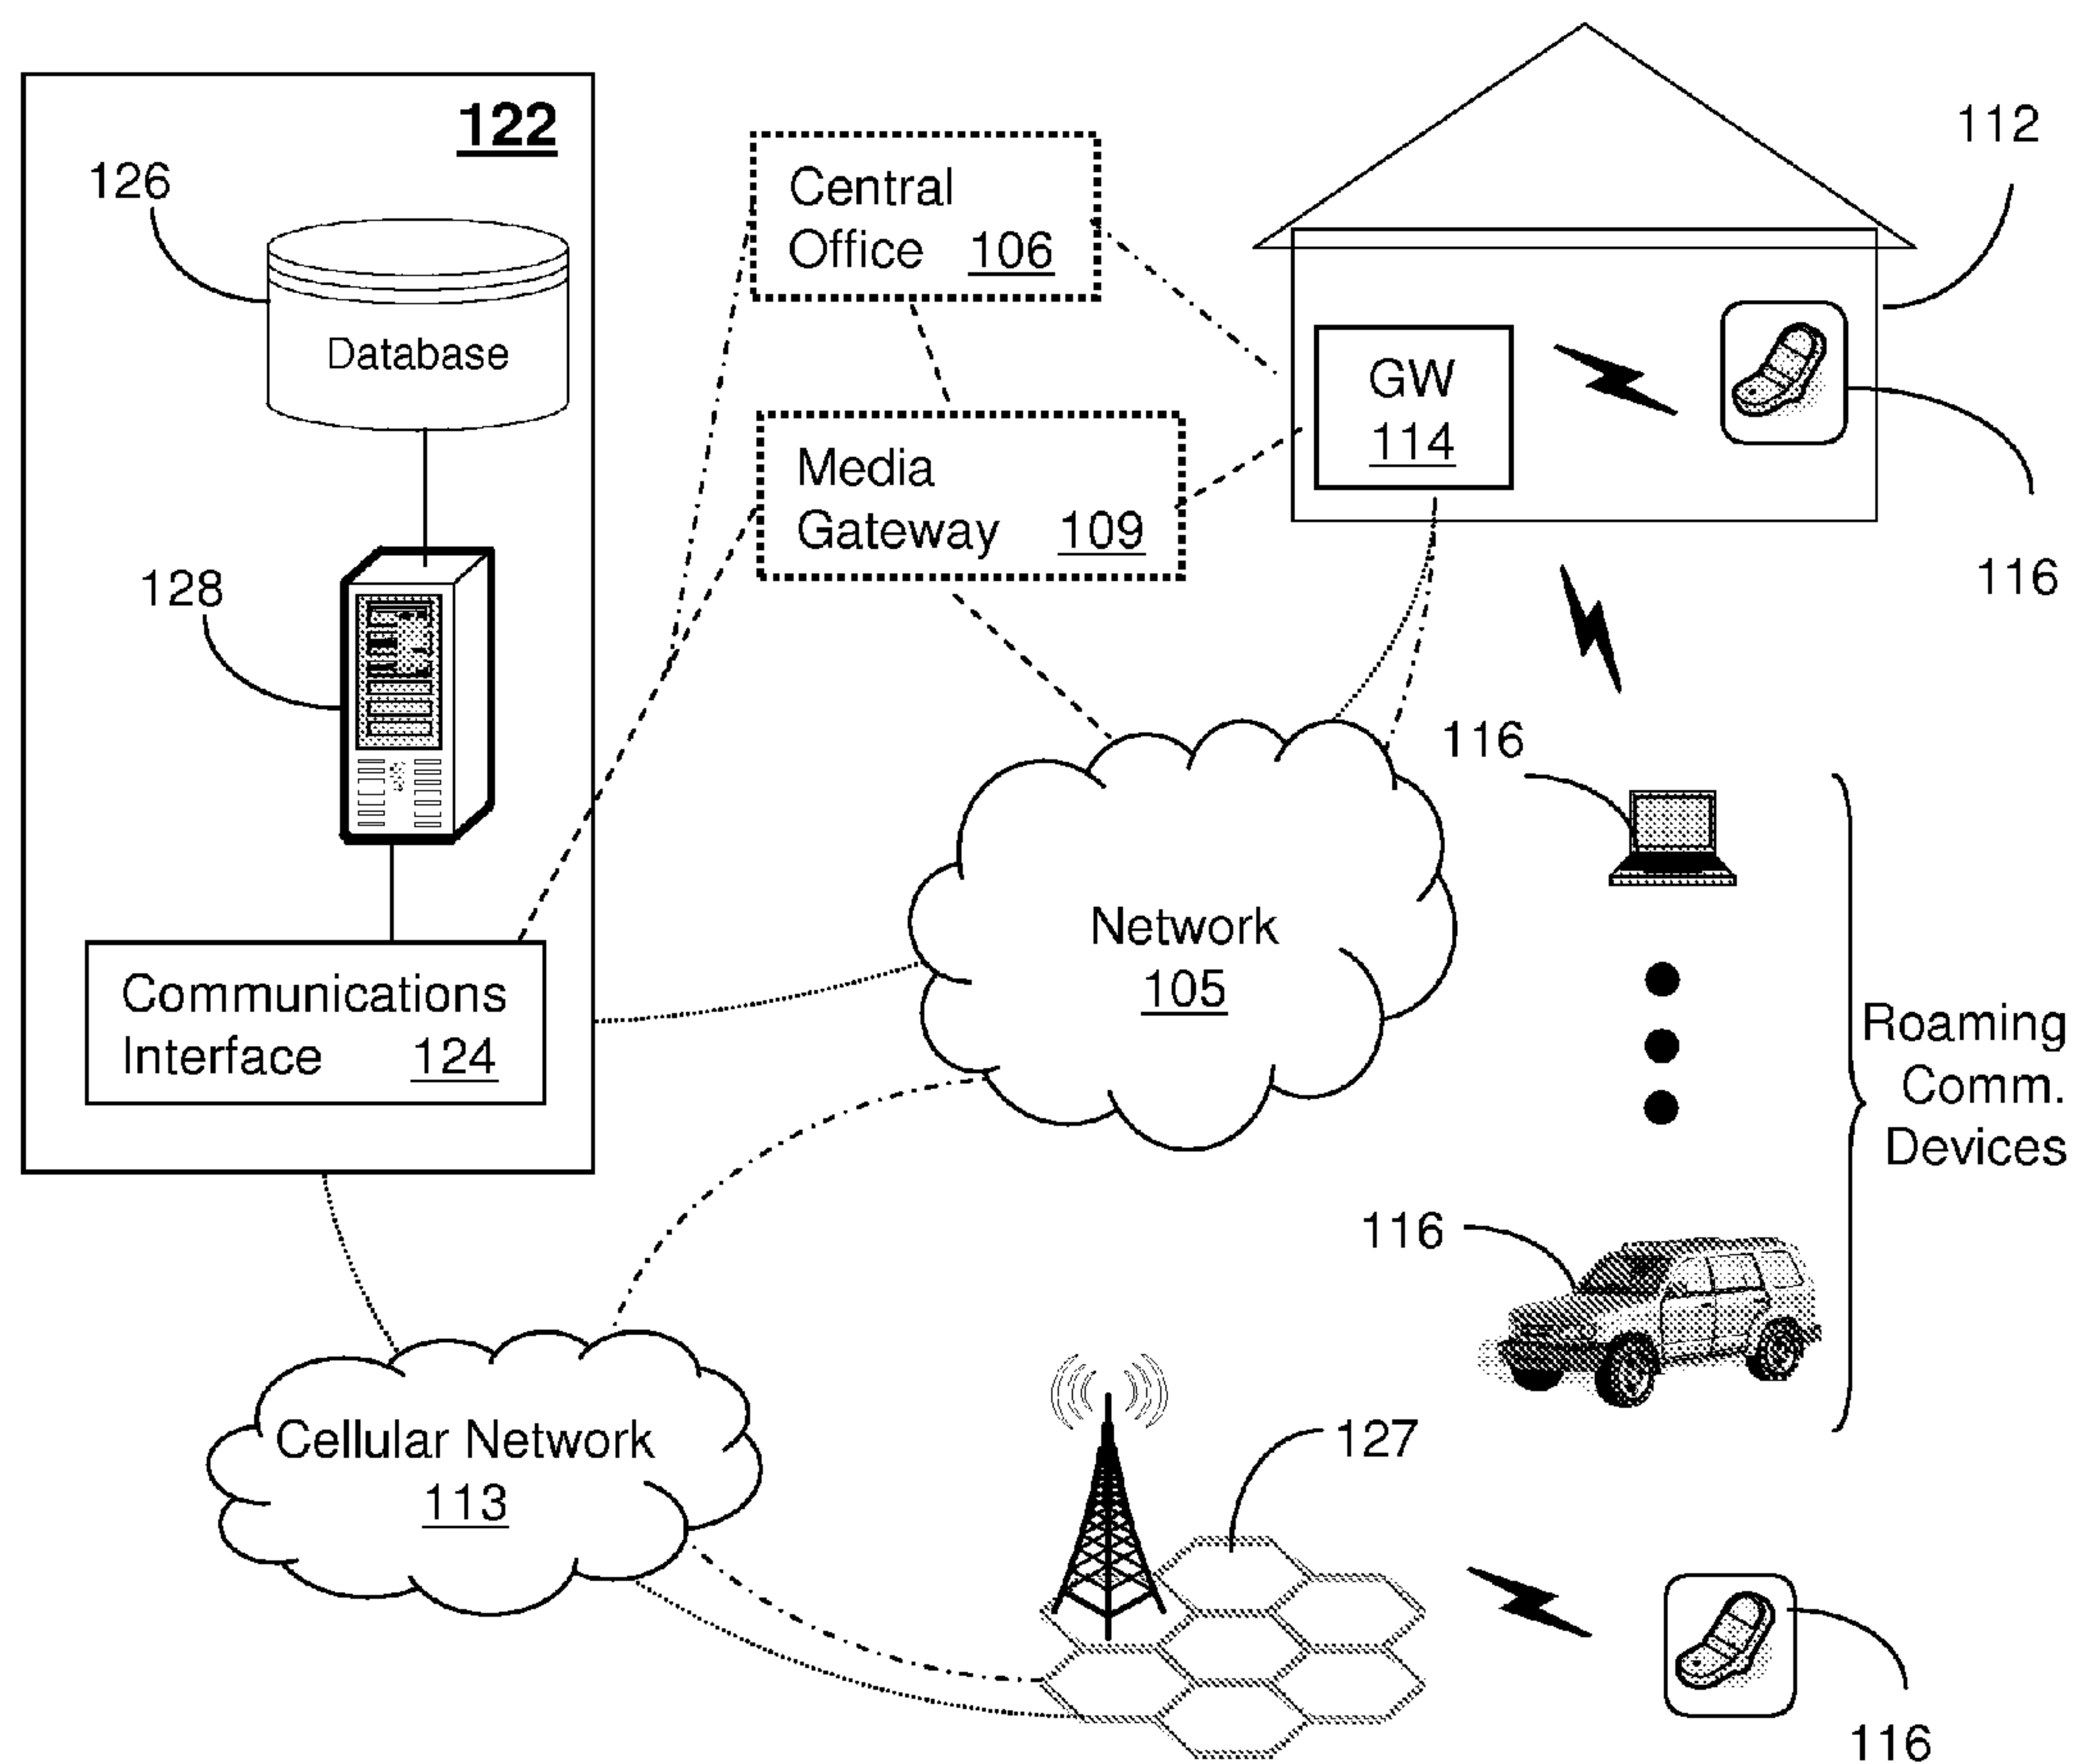 122
126
Database
128
Communications
Interface 124
Central
Office 106
Media
Gateway 109
112
GW
114
116
Network
105
116
Roaming
Comm.
Devices
116
Cellular Network
113
127
116